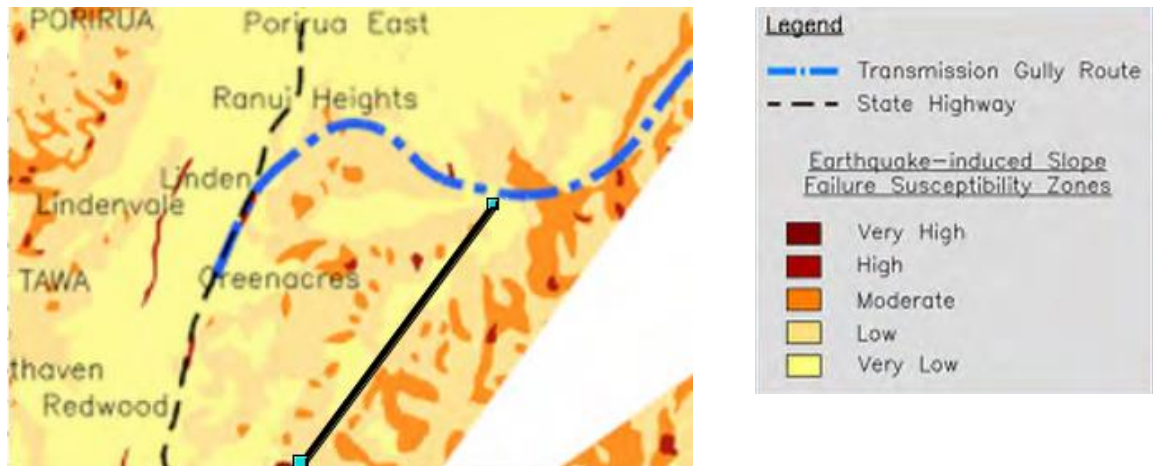 PORIRUA
Porirua East
Ranui Heights
Linden
Lindenvale
TAWA
Greenacres
thaven
Redwood
Legend
Transmission Gully Route
State Highway
Earthquake-induced Slope
Failure Susceptibility Zones
Very High
High
Moderate
Low
Very Low